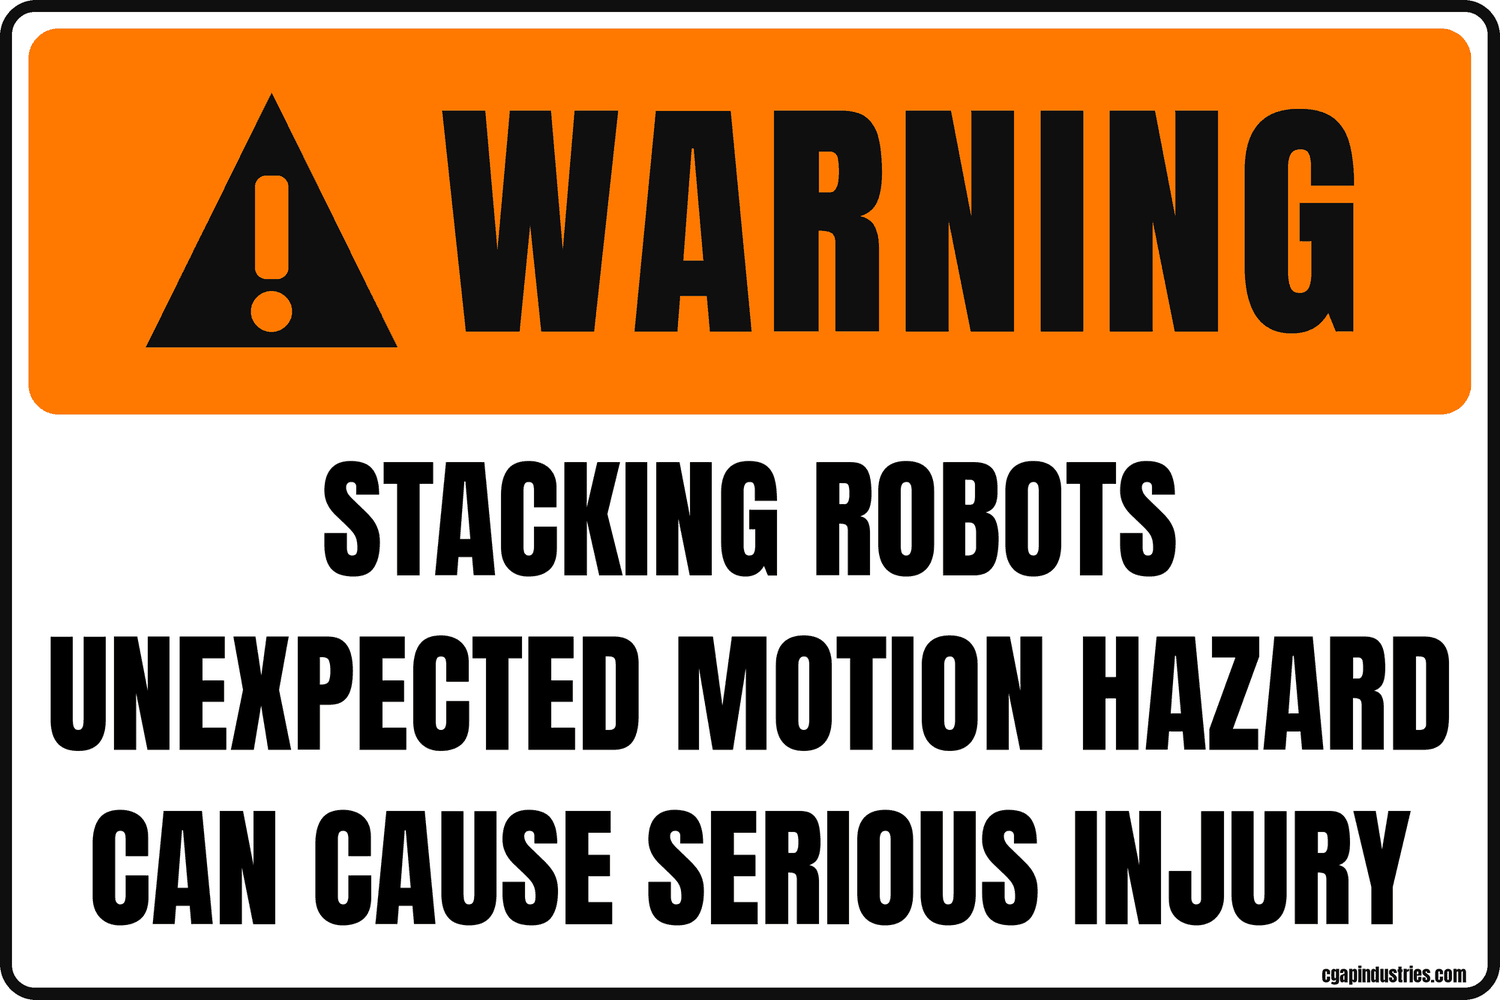 WARNING
STACKING ROBOTS
UNEXPECTED MOTION HAZARD
CAN CAUSE SERIOUS INJURY
cgapindustries.com